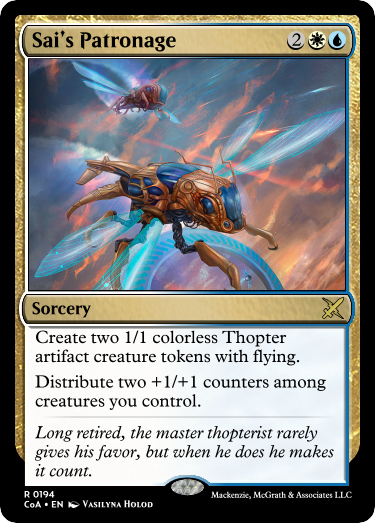 Sai's Patronage 2
Sorcery
Create two 1/1 colorless Thopter
artifact creature tokens with flying.
Distribute two +1/+1 counters among
creatures you control.
Long retired, the master thopterist rarely
gives his favor, but when he does he makes
it count.
R 0194
CoA • EN Vasilyna Holod
Mackenzie, McGrath & Associates LLC